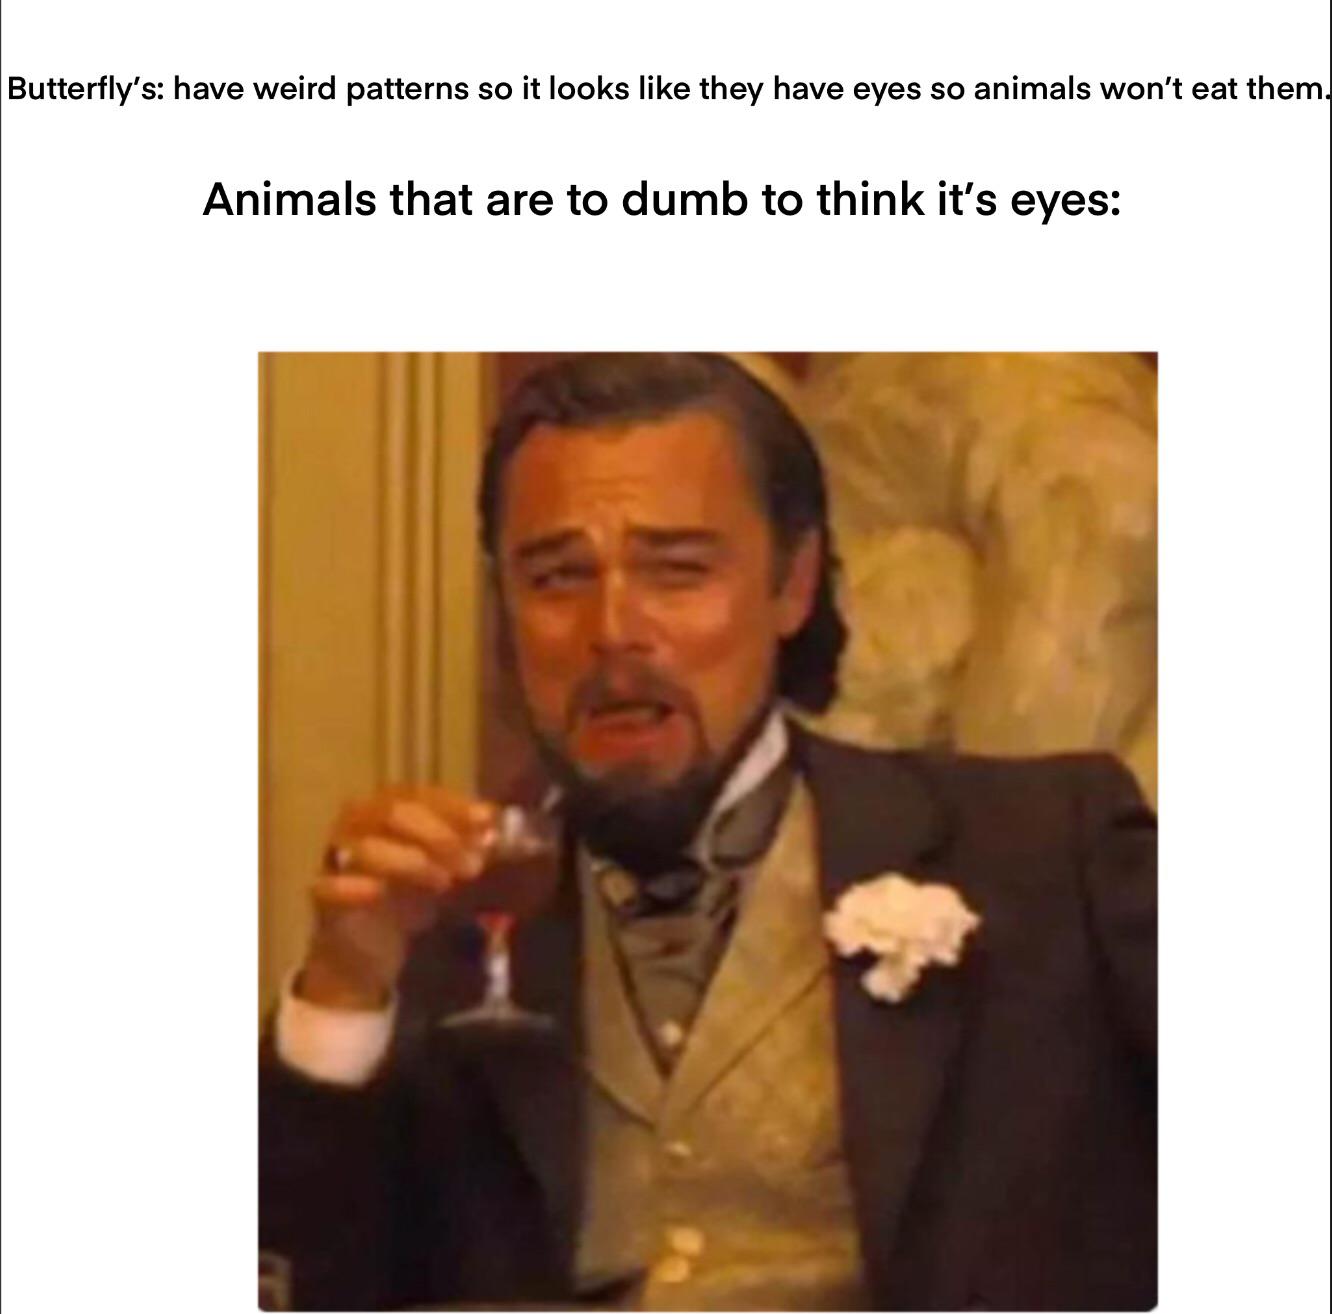 Butterfly’s: have weird patterns so it looks like they have eyes so animals won’t eat them.
Animals that are to dumb to think it’s eyes: